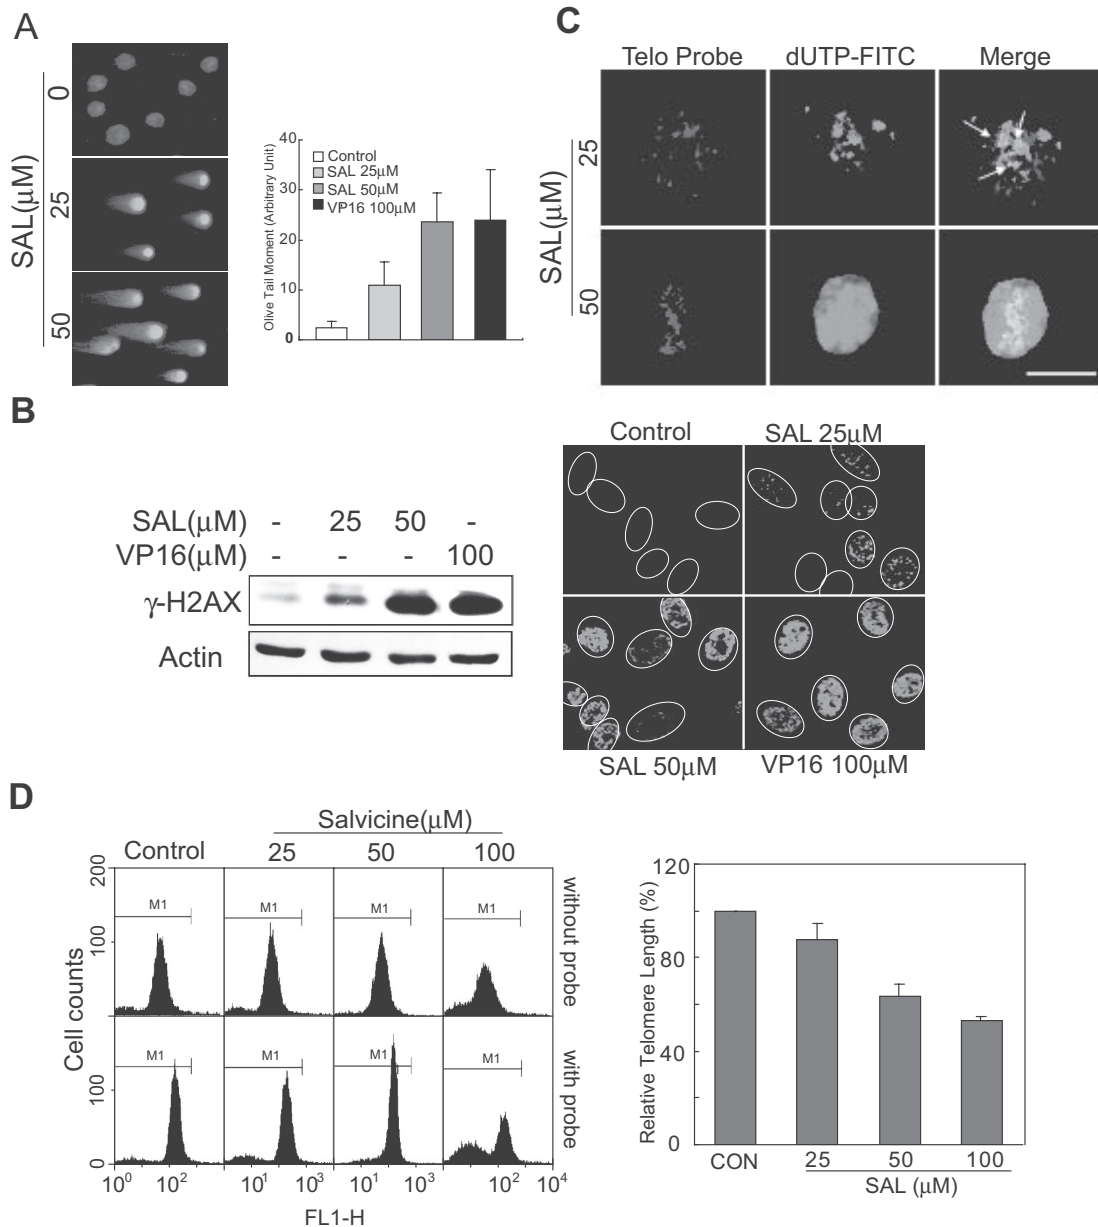 A
SAL(μM)
0
25
50
40
30
20
10
0
Olive Tail Moment (Arbitrary Unit)
Control
SAL 25μM
SAL 50μM
VP16 100μM
C
Telo Probe dUTP-FITC Merge
SAL(μM)
25
50
B
SAL(μM) - 25 50 -
VP16(μM) - - - 100
γ-H2AX
Actin
Control SAL 25μM
SAL 50μM VP16 100μM
D
Salvicine(μM)
Control 25 50 100
200
100
Cell counts
M1 M1 M1 M1
without probe
100
0
M1 M1 M1 M1
with probe
10⁰ 10² 10¹ 10³ 10¹ 10³ 10² 10⁴
FL1-H
Relative Telomere Length (%)
120
80
40
0
CON 25 50 100
SAL (μM)